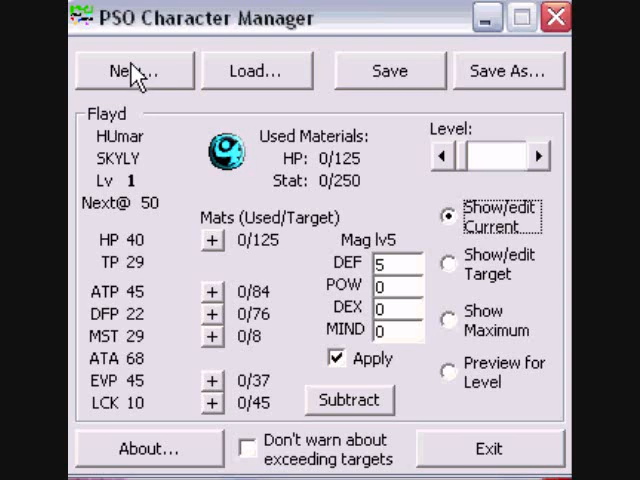 PSO Character Manager
Load...
Save
Save As...
Flayd
HUmar
SKYLY
Lv 1
Next@ 50
Used Materials:
HP: 0/125
Stat: 0/250
Level:
Mats (Used/Target)
HP 40 + 0/125
TP 29
ATP 45 + 0/84
DFP 22 + 0/76
MST 29 + 0/8
ATA 68
EVP 45 + 0/37
LCK 10 + 0/45
Mag lv5
DEF 5
POW 0
DEX 0
MIND 0
Apply
Subtract
Show/edit
Current
Show/edit
Target
Show
Maximum
Preview for
Level
About...
Don't warn about
exceeding targets
Exit